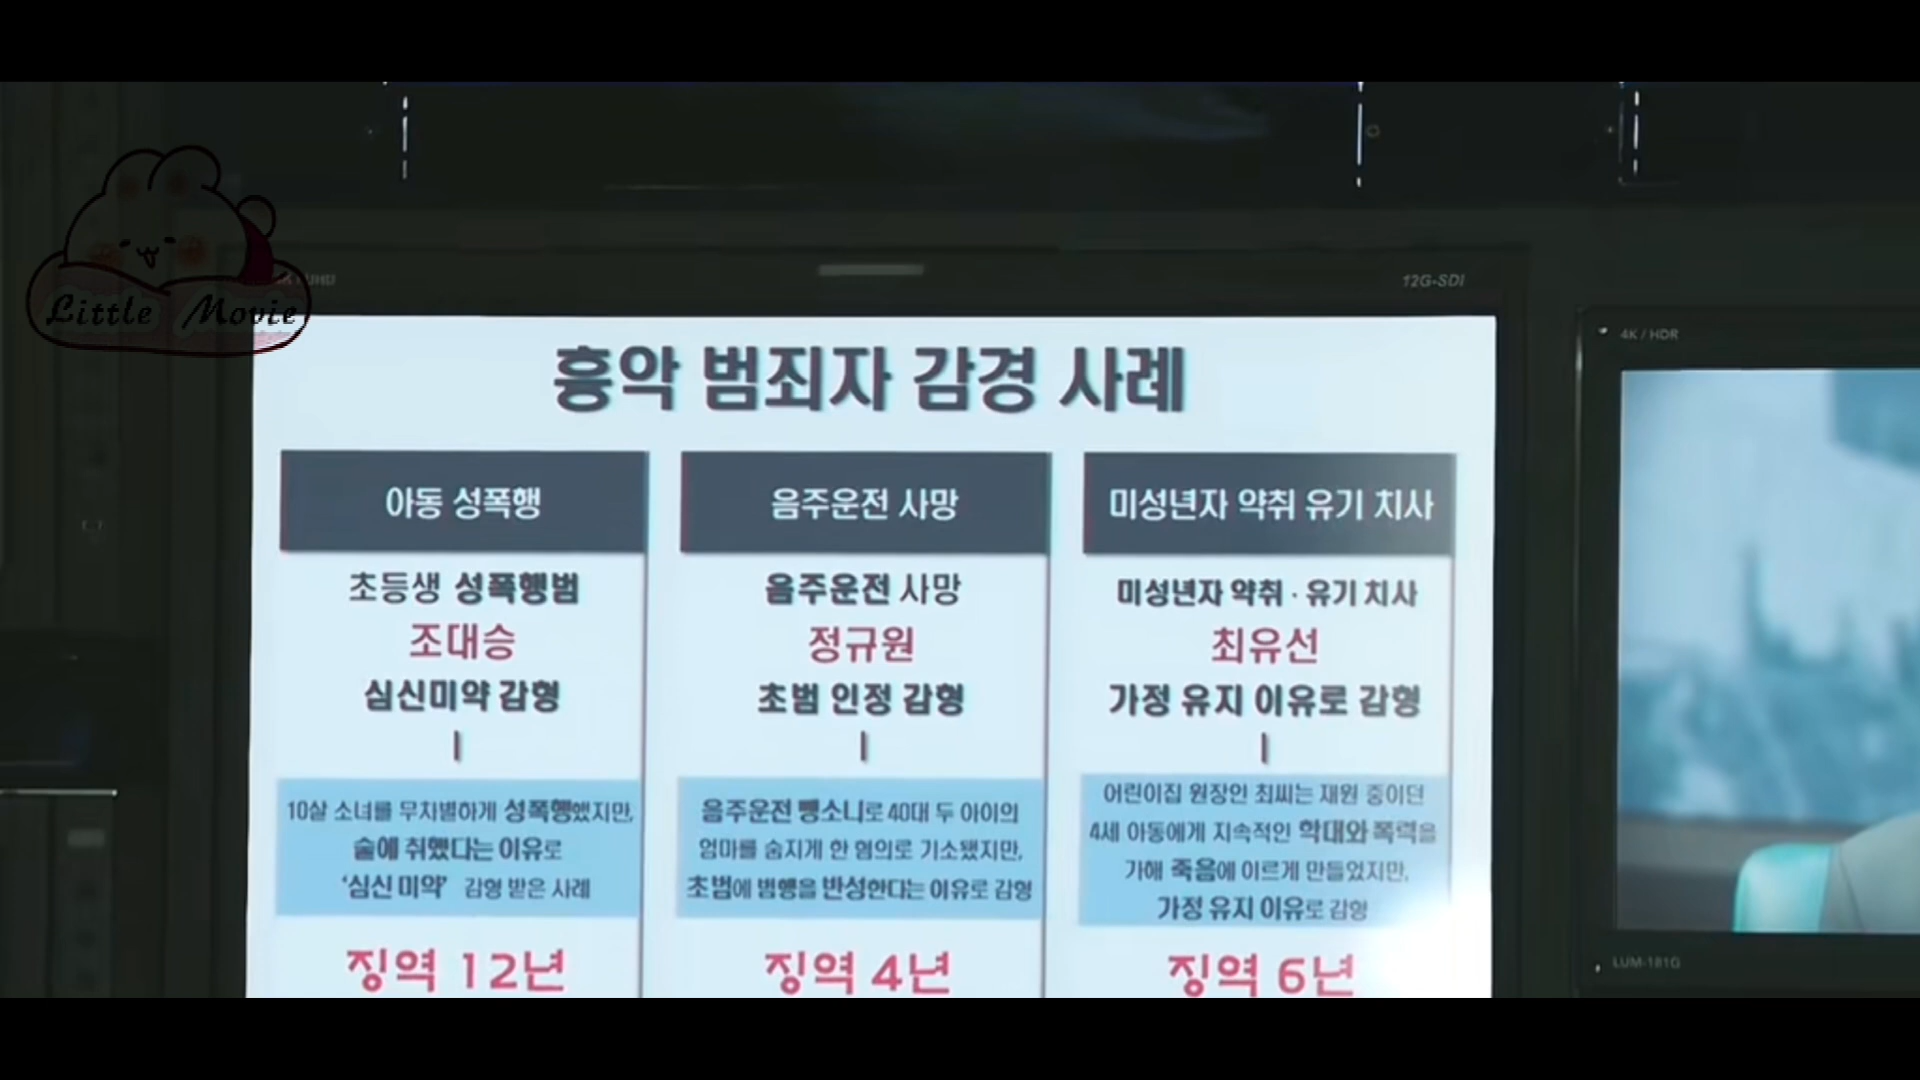 Little Movie
12G-SDI
4K / HDR
흉악 범죄자 감경 사례
아동 성폭행
초등생 성폭행범
조대승
심신미약 감형
10살 소녀를 무차별하게 성폭행했지만,
술에 취했다는 이유로
‘심신 미약’ 감형 받은 사례
징역 12년
음주운전 사망
음주운전 사망
정규원
초범 인정 감형
음주운전 뺑소니로 40대 두 아이의
엄마를 숨지게 한 혐의로 기소됐지만,
초범에 범행을 반성한다는 이유로 감형
징역 4년
미성년자 약취 유기 치사
미성년자 약취 · 유기 치사
최유선
가정 유지 이유로 감형
어린이집 원장인 최씨는 재원 중이던
4세 아동에게 지속적인 학대와 폭력을
가해 죽음에 이르게 만들었지만,
가정 유지 이유로 감형
징역 6년
LUM-181G